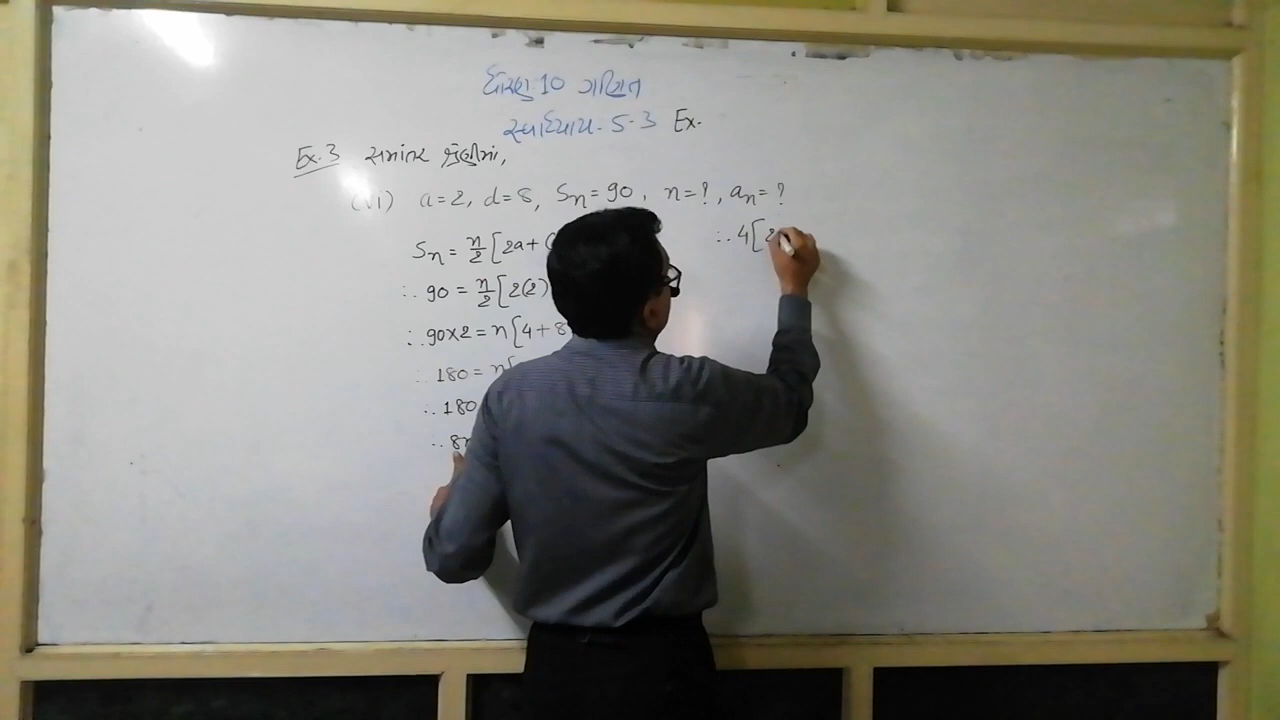 ધોરણ 10 ગણિત
સ્વાધ્યાય. 5.3 Ex.
Ex.3 સમાંતર શ્રેણીમાં,
(vi) a=2, d=8, Sn=90, n=?, an=?
Sn = n/2 [2a+(
∴ 90 = n/2 [2(2)
∴ 90×2 = n[4+8
∴ 180 = n[
∴ 180
∴ 8n
∴ 4[2